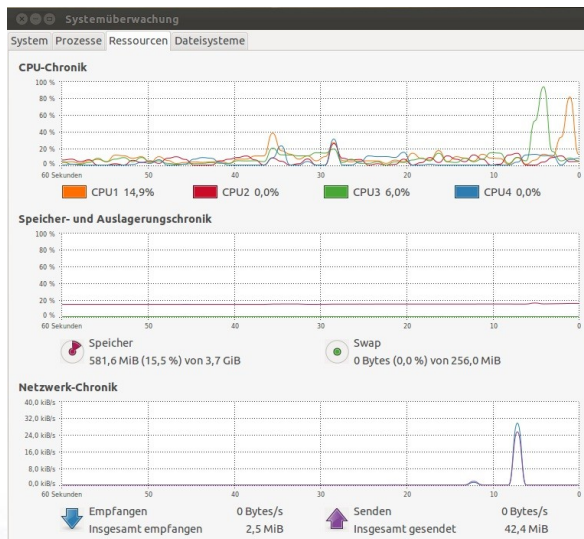 Systemüberwachung
System Prozesse Ressourcen Dateisysteme
CPU-Chronik
100 %
80 %
60 %
40 %
20 %
0 %
60 Sekunden 50 40 30 20 10 0
CPU1 14,9% CPU2 0,0% CPU3 6,0% CPU4 0,0%
Speicher- und Auslagerungschronik
100 %
80 %
60 %
40 %
20 %
0 %
60 Sekunden 50 40 30 20 10 0
Speicher Swap
581,6 MiB (15,5 %) von 3,7 GiB 0 Bytes (0,0 %) von 256,0 MiB
Netzwerk-Chronik
40,0 kiB/s
32,0 kiB/s
24,0 kiB/s
16,0 kiB/s
8,0 kiB/s
0,0 kiB/s
60 Sekunden 50 40 30 20 10 0
Empfangen 0 Bytes/s Senden 0 Bytes/s
Insgesamt empfangen 2,5 MiB Insgesamt gesendet 42,4 MiB